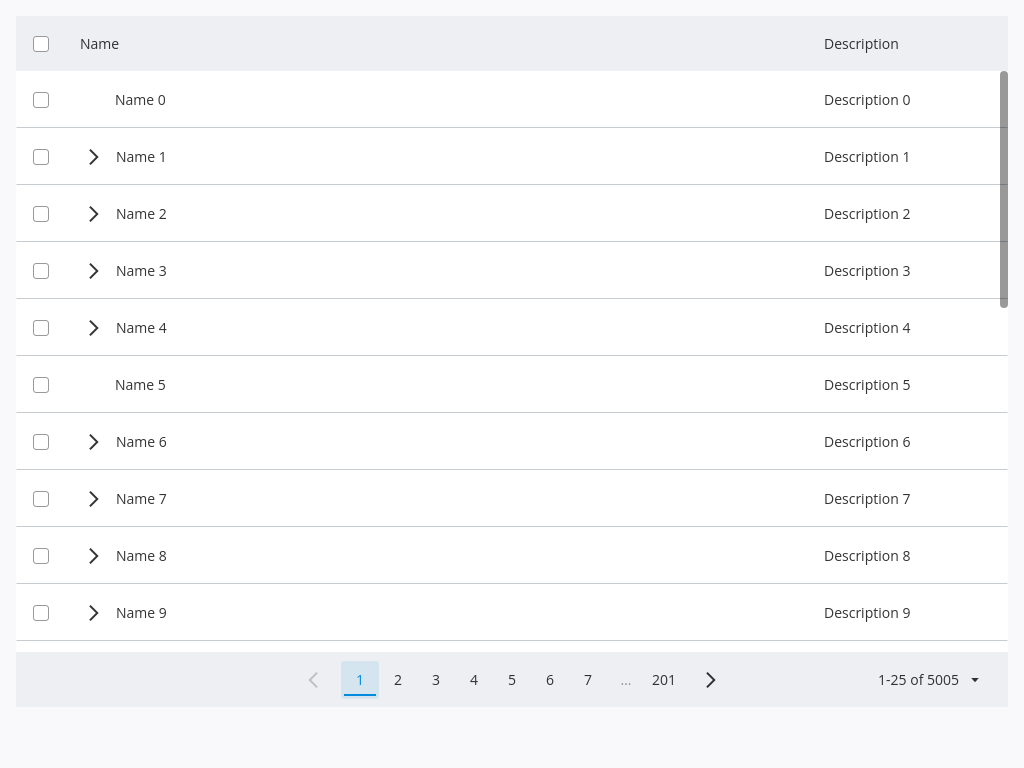 Name Description
Name 0 Description 0
Name 1 Description 1
Name 2 Description 2
Name 3 Description 3
Name 4 Description 4
Name 5 Description 5
Name 6 Description 6
Name 7 Description 7
Name 8 Description 8
Name 9 Description 9
1 2 3 4 5 6 7 ... 201 1-25 of 5005